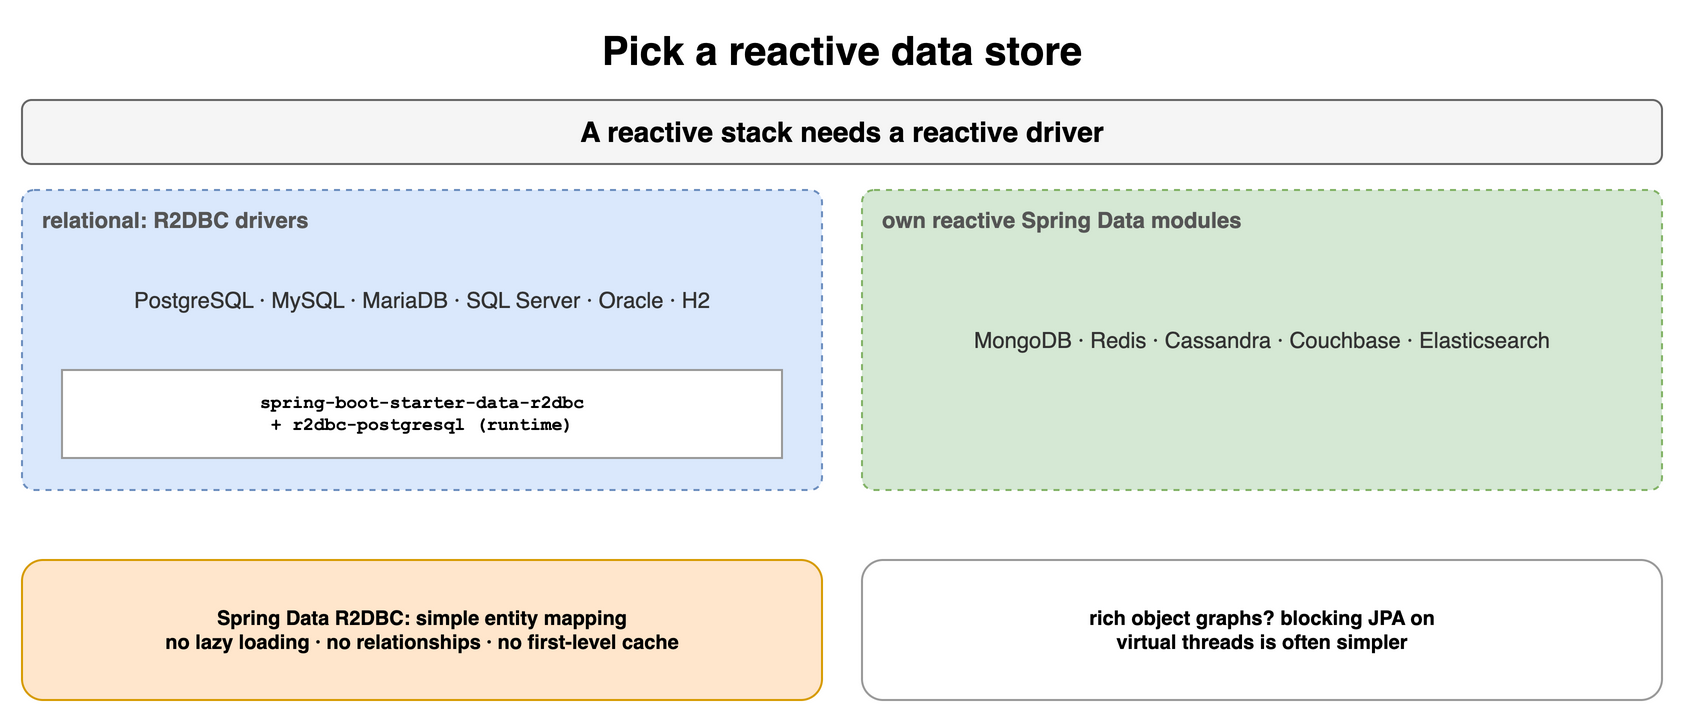 Pick a reactive data store
A reactive stack needs a reactive driver
relational: R2DBC drivers
PostgreSQL · MySQL · MariaDB · SQL Server · Oracle · H2
spring-boot-starter-data-r2dbc
+ r2dbc-postgresql (runtime)
own reactive Spring Data modules
MongoDB · Redis · Cassandra · Couchbase · Elasticsearch
Spring Data R2DBC: simple entity mapping
no lazy loading · no relationships · no first-level cache
rich object graphs? blocking JPA on
virtual threads is often simpler